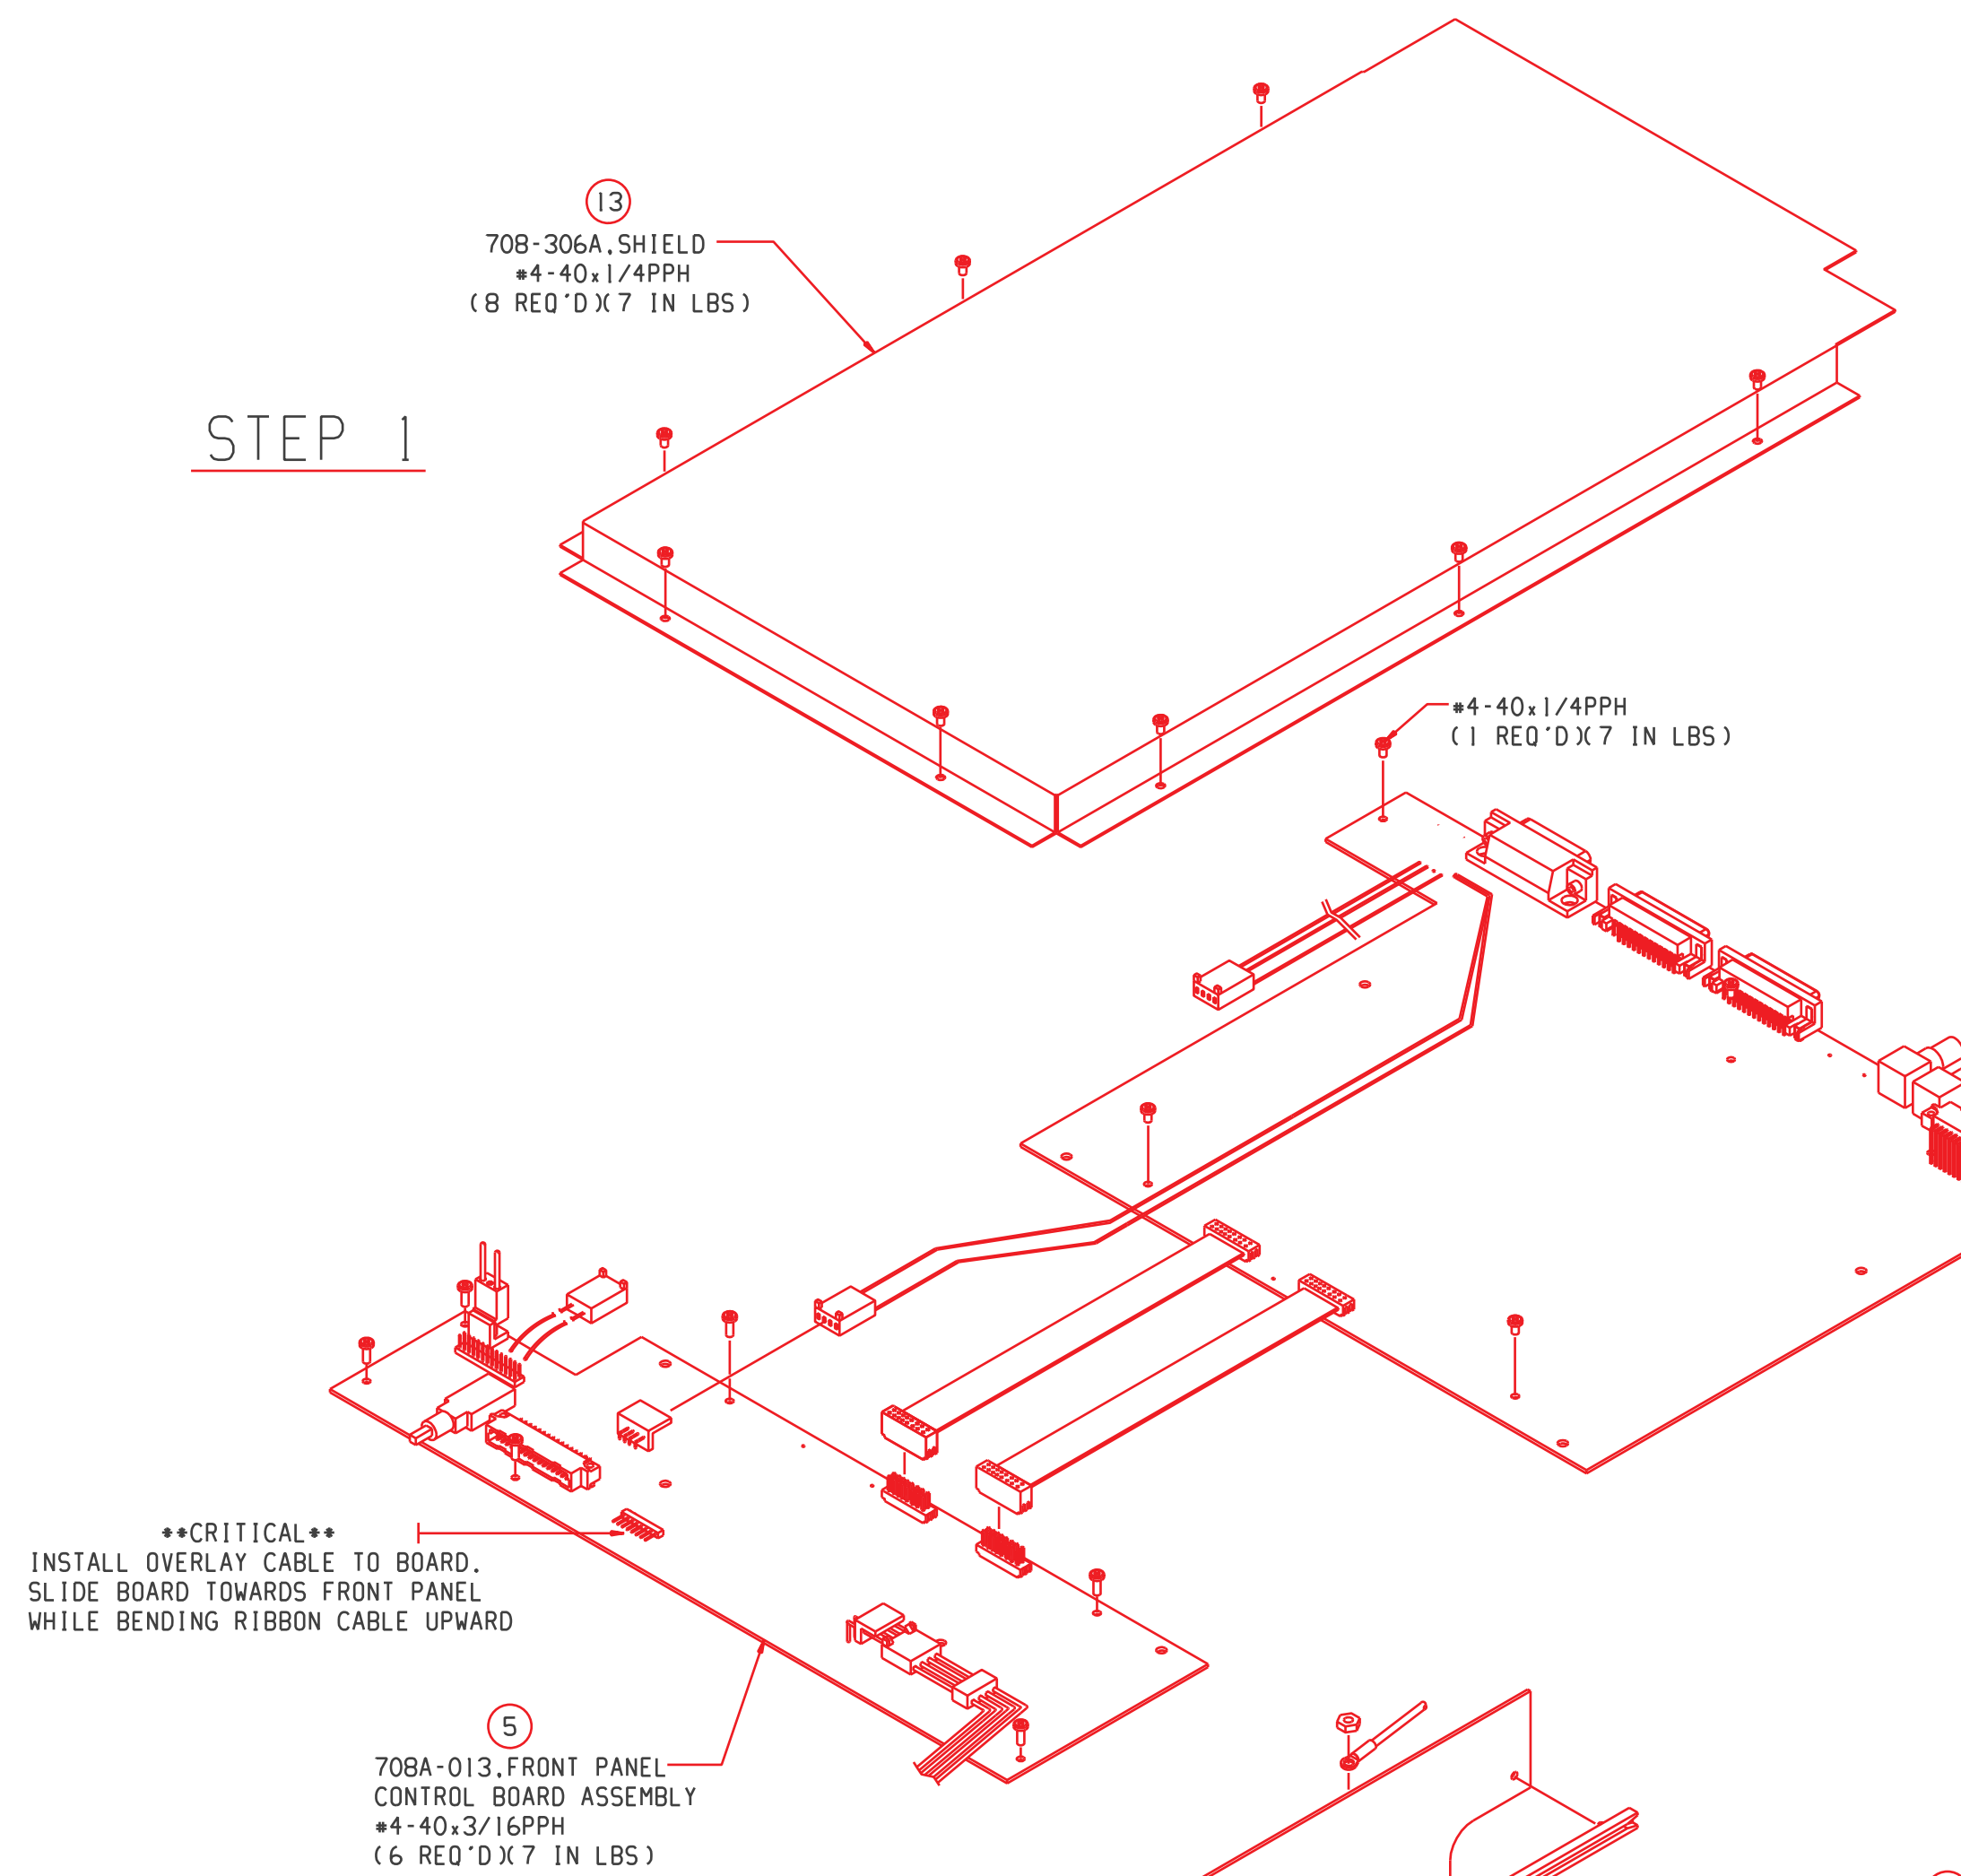 13
708-306A,SHIELD
#4-40x1/4PPH
(8 REQ'D)(7 IN LBS)
STEP 1
#4-40x1/4PPH
(1 REQ'D)(7 IN LBS)
**CRITICAL**
INSTALL OVERLAY CABLE TO BOARD.
SLIDE BOARD TOWARDS FRONT PANEL
WHILE BENDING RIBBON CABLE UPWARD
5
708A-013,FRONT PANEL
CONTROL BOARD ASSEMBLY
#4-40x3/16PPH
(6 REQ'D)(7 IN LBS)